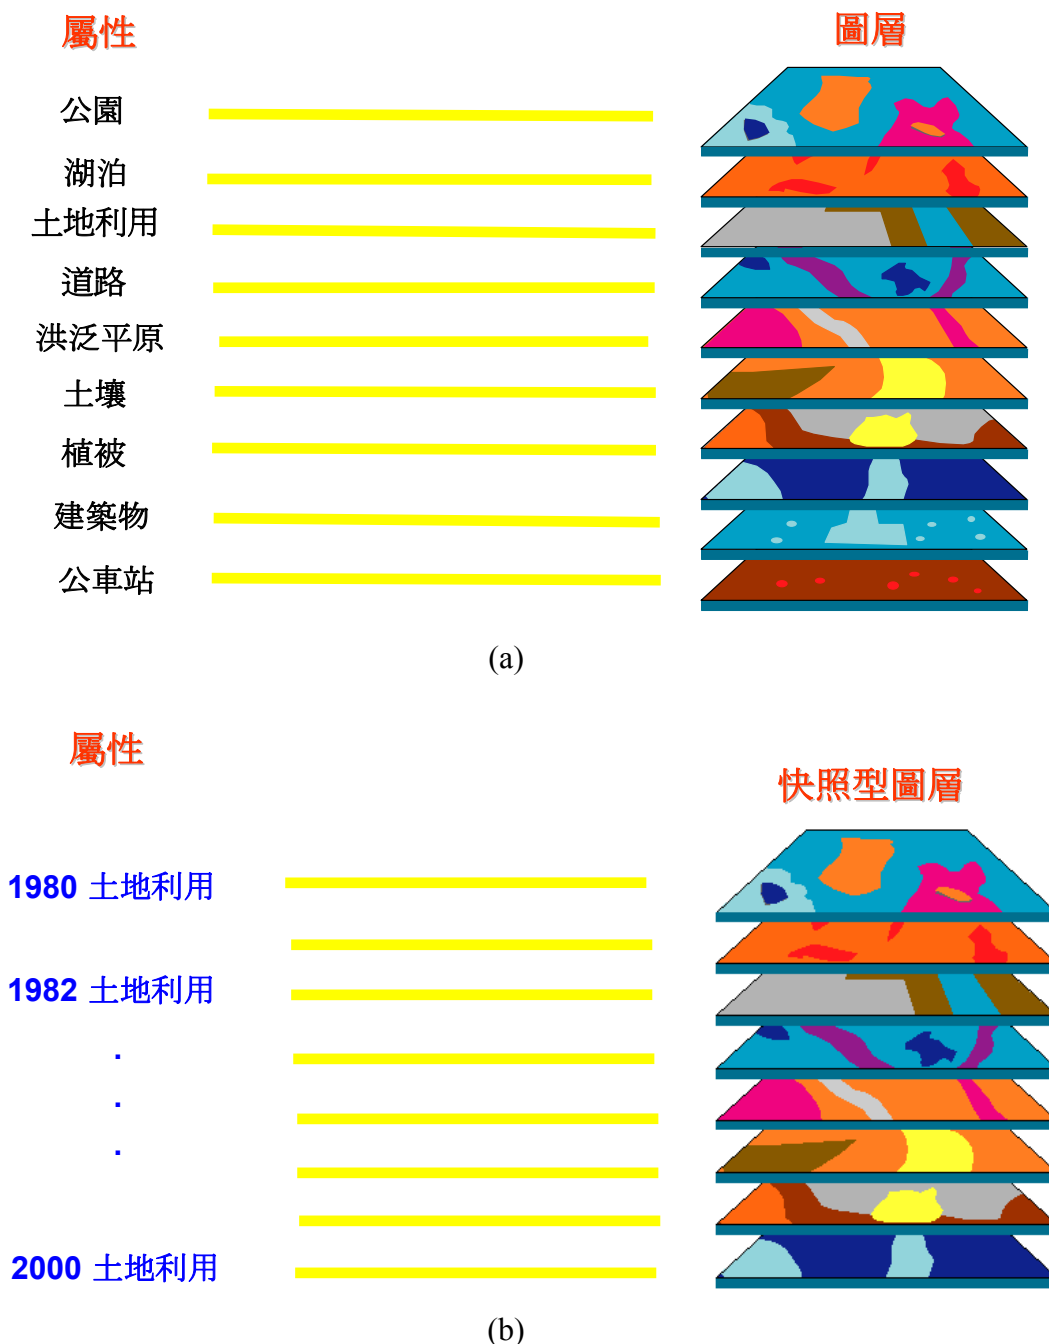 屬性
圖層
公園
湖泊
土地利用
道路
洪泛平原
土壤
植被
建築物
公車站
(a)
屬性
快照型圖層
1980 土地利用
1982 土地利用
.
.
.
2000 土地利用
(b)